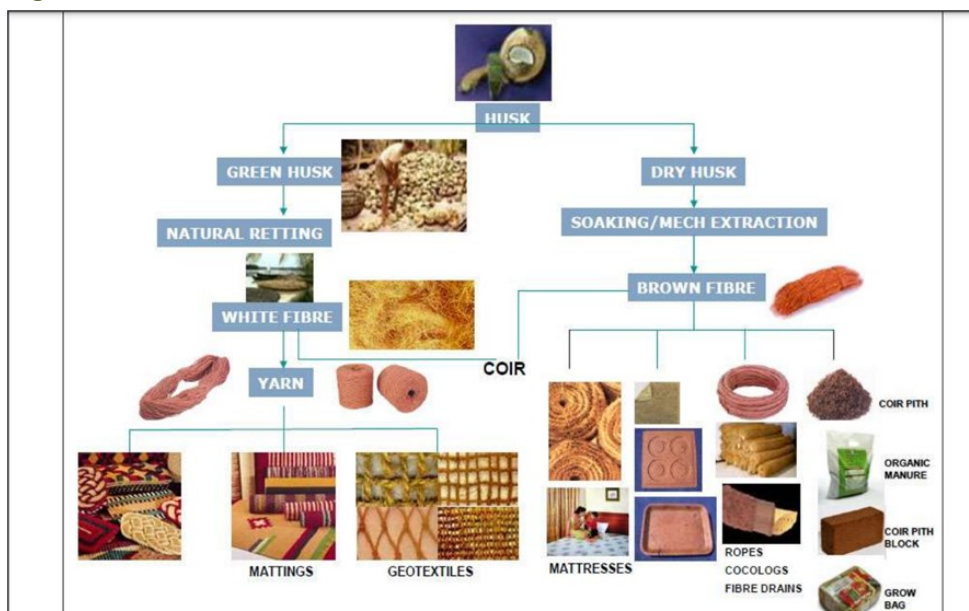 HUSK
GREEN HUSK
DRY HUSK
NATURAL RETTING
SOAKING/MECH EXTRACTION
WHITE FIBRE
BROWN FIBRE
COIR
YARN
COIR PITH
ORGANIC
MANURE
COIR PITH
BLOCK
MATTINGS
GEOTEXTILES
MATTRESSES
ROPES
COCOLOGS
FIBRE DRAINS
GROW
BAG